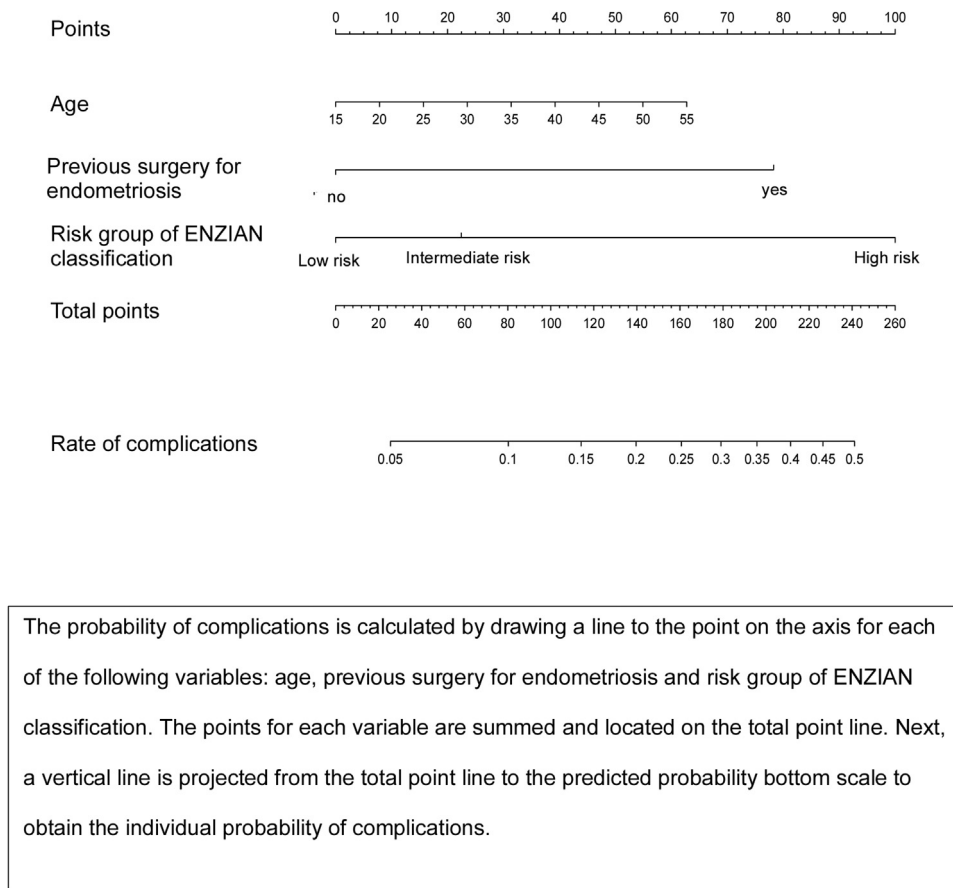 Points
0 10 20 30 40 50 60 70 80 90 100
Age
15 20 25 30 35 40 45 50 55
Previous surgery for
endometriosis
no yes
Risk group of ENZIAN
classification
Low risk Intermediate risk High risk
Total points
0 20 40 60 80 100 120 140 160 180 200 220 240 260
Rate of complications
0.05 0.1 0.15 0.2 0.25 0.3 0.35 0.4 0.45 0.5
The probability of complications is calculated by drawing a line to the point on the axis for each
of the following variables: age, previous surgery for endometriosis and risk group of ENZIAN
classification. The points for each variable are summed and located on the total point line. Next,
a vertical line is projected from the total point line to the predicted probability bottom scale to
obtain the individual probability of complications.